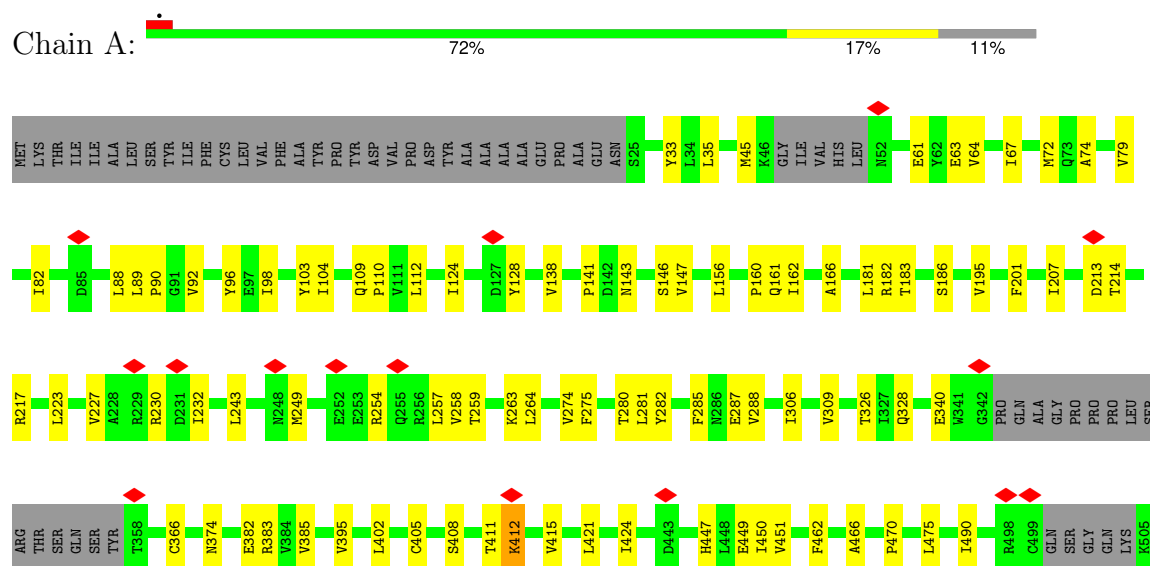 Chain A:
72% 17% 11%
MET LYS THR ILE ILE ALA LEU SER TYR ILE PHE CYS LEU VAL PHE ALA TYR PRO TYR ASP VAL PRO ASP TYR ALA ALA ALA ALA GLU PRO ALA GLU ASN S25 Y33 L34 L35 M45 K46 GLY ILE VAL HIS LEU N52 E61 Y62 E63 V64 I67 M72 Q73 A74 V79
I82 D85 L88 L89 P90 G91 V92 Y96 E97 I98 Y103 I104 Q109 P110 V111 L112 I124 D127 Y128 V138 P141 D142 N143 S146 V147 L156 P160 Q161 I162 A166 L181 R182 T183 S186 V195 F201 I207 D213 T214
R217 L223 V227 A228 R229 R230 D231 I232 L243 N248 M249 E252 E253 R254 Q255 R256 L257 V258 T259 K263 L264 V274 F275 T280 L281 Y282 F285 N286 E287 V288 I306 V309 T326 I327 Q328 E340 W341 G342 PRO GLN ALA GLY PRO PRO PRO LEU SER
ARG THR SER GLN SER TYR T358 C366 N374 E382 R383 V384 V385 V395 L402 C405 S408 T411 K412 V415 L421 I424 D443 H447 L448 E449 I450 V451 F462 A466 P470 L475 I490 R498 C499 GLN SER GLY GLN LYS K505